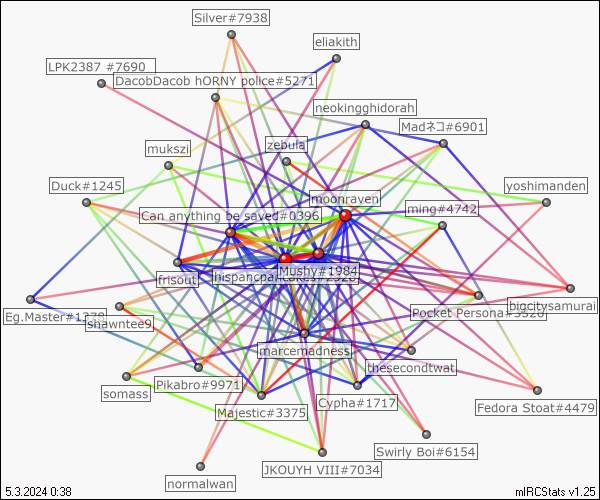 Silver#7938
eliakith
LPK2387 #7690
DacobDacob hORNY police#5271
neokingghidorah
Madネコ#6901
zebula
mukszi
Duck#1245
yoshimanden
moonraven
ming#4742
Can anything be saved#0396
Mushy#1984
frisout
bigcitysamurai
Eg.Master#1378
Pocket Persona#3520
shawntee9
marcemadness
thesecondtwat
Pikabro#9971
somass
Cypha#1717
Majestic#3375
Fedora Stoat#4479
Swirly Boi#6154
JKOUYH VIII#7034
normalwan
5.3.2024 0:38
mIRCStats v1.25